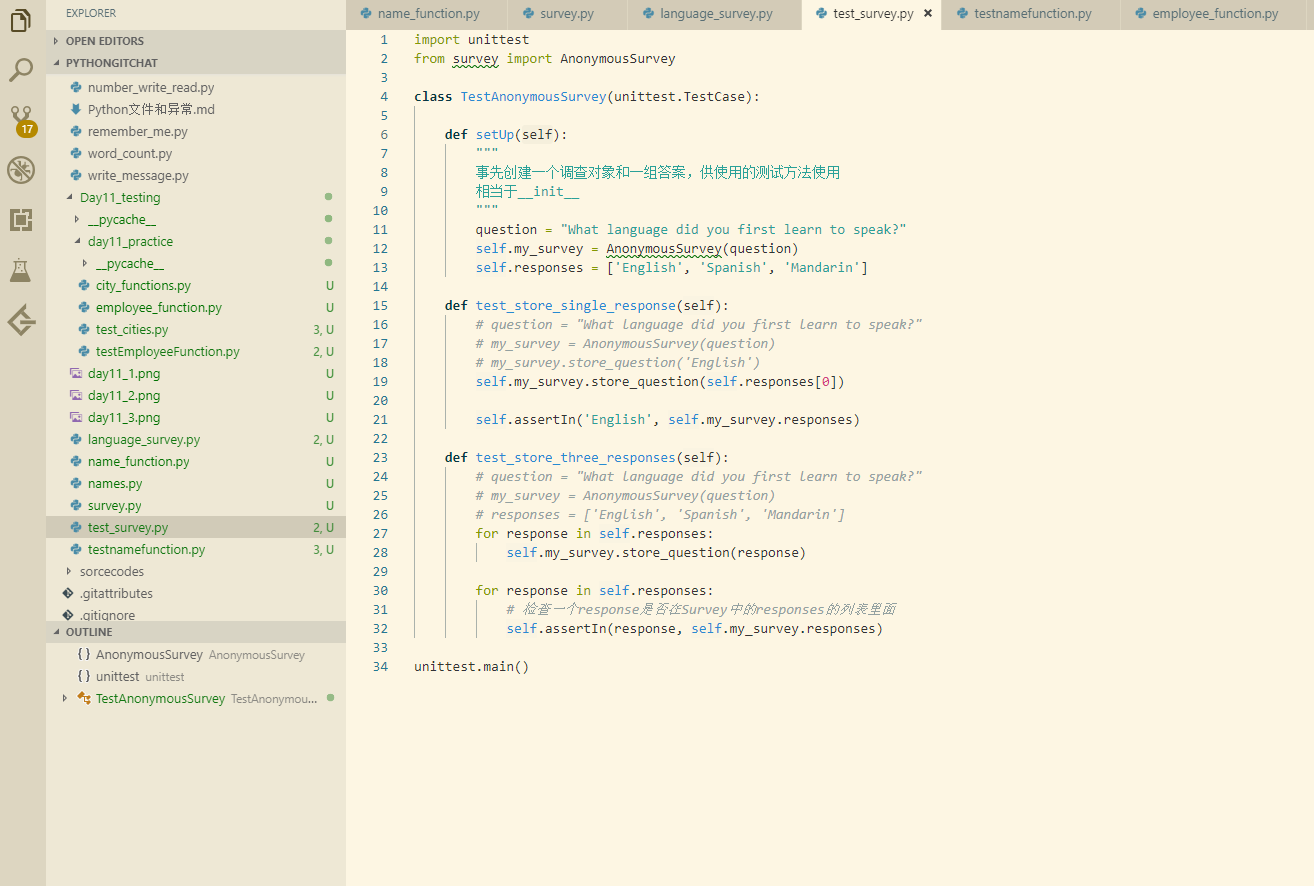 EXPLORER
OPEN EDITORS
PYTHONGITCHAT
number_write_read.py
Python文件和异常.md
remember_me.py
word_count.py
write_message.py
Day11_testing
__pycache__
day11_practice
__pycache__
city_functions.py U
employee_function.py U
test_cities.py 3, U
testEmployeeFunction.py 2, U
day11_1.png U
day11_2.png U
day11_3.png U
language_survey.py 2, U
name_function.py U
names.py U
survey.py U
test_survey.py 2, U
testnamefunction.py 3, U
sorcecodes
.gitattributes
.gitignore
OUTLINE
{} AnonymousSurvey AnonymousSurvey
{} unittest unittest
TestAnonymousSurvey TestAnonymou...
17
name_function.py survey.py language_survey.py test_survey.py × testnamefunction.py employee_function.py
1 import unittest
2 from survey import AnonymousSurvey
3
4 class TestAnonymousSurvey(unittest.TestCase):
5
6 def setUp(self):
7 """
8 事先创建一个调查对象和一组答案，供使用的测试方法使用
9 相当于__init__
10 """
11 question = "What language did you first learn to speak?"
12 self.my_survey = AnonymousSurvey(question)
13 self.responses = ['English', 'Spanish', 'Mandarin']
14
15 def test_store_single_response(self):
16 # question = "What language did you first learn to speak?"
17 # my_survey = AnonymousSurvey(question)
18 # my_survey.store_question('English')
19 self.my_survey.store_question(self.responses[0])
20
21 self.assertIn('English', self.my_survey.responses)
22
23 def test_store_three_responses(self):
24 # question = "What language did you first learn to speak?"
25 # my_survey = AnonymousSurvey(question)
26 # responses = ['English', 'Spanish', 'Mandarin']
27 for response in self.responses:
28 self.my_survey.store_question(response)
29
30 for response in self.responses:
31 # 检查一个response是否在Survey中的responses的列表里面
32 self.assertIn(response, self.my_survey.responses)
33
34 unittest.main()